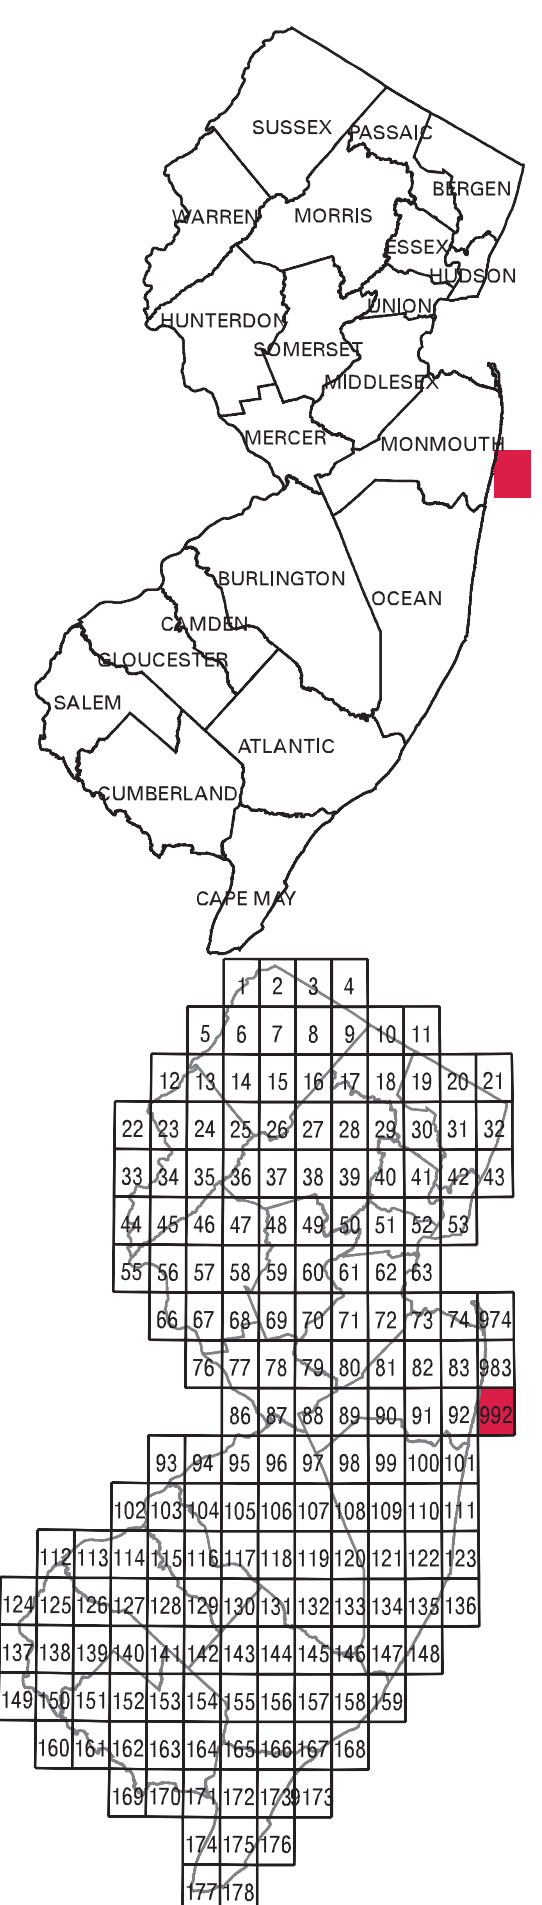 SUSSEX
PASSAIC
BERGEN
WARREN
MORRIS
ESSEX
HUDSON
UNION
HUNTERDON
SOMERSET
MIDDLESEX
MERCER
MONMOUTH
BURLINGTON
OCEAN
CAMDEN
GLOUCESTER
SALEM
ATLANTIC
CUMBERLAND
CAPE MAY
1 2 3 4
5 6 7 8 9 10 11
12 13 14 15 16 17 18 19 20 21
22 23 24 25 26 27 28 29 30 31 32
33 34 35 36 37 38 39 40 41 42 43
44 45 46 47 48 49 50 51 52 53
55 56 57 58 59 60 61 62 63
66 67 68 69 70 71 72 73 74 974
76 77 78 79 80 81 82 83 983
86 87 88 89 90 91 92 992
93 94 95 96 97 98 99 100 101
102 103 104 105 106 107 108 109 110 111
112 113 114 115 116 117 118 119 120 121 122 123
124 125 126 127 128 129 130 131 132 133 134 135 136
137 138 139 140 141 142 143 144 145 146 147 148
149 150 151 152 153 154 155 156 157 158 159
160 161 162 163 164 165 166 167 168
169 170 171 172 173 9173
174 175 176
177 178